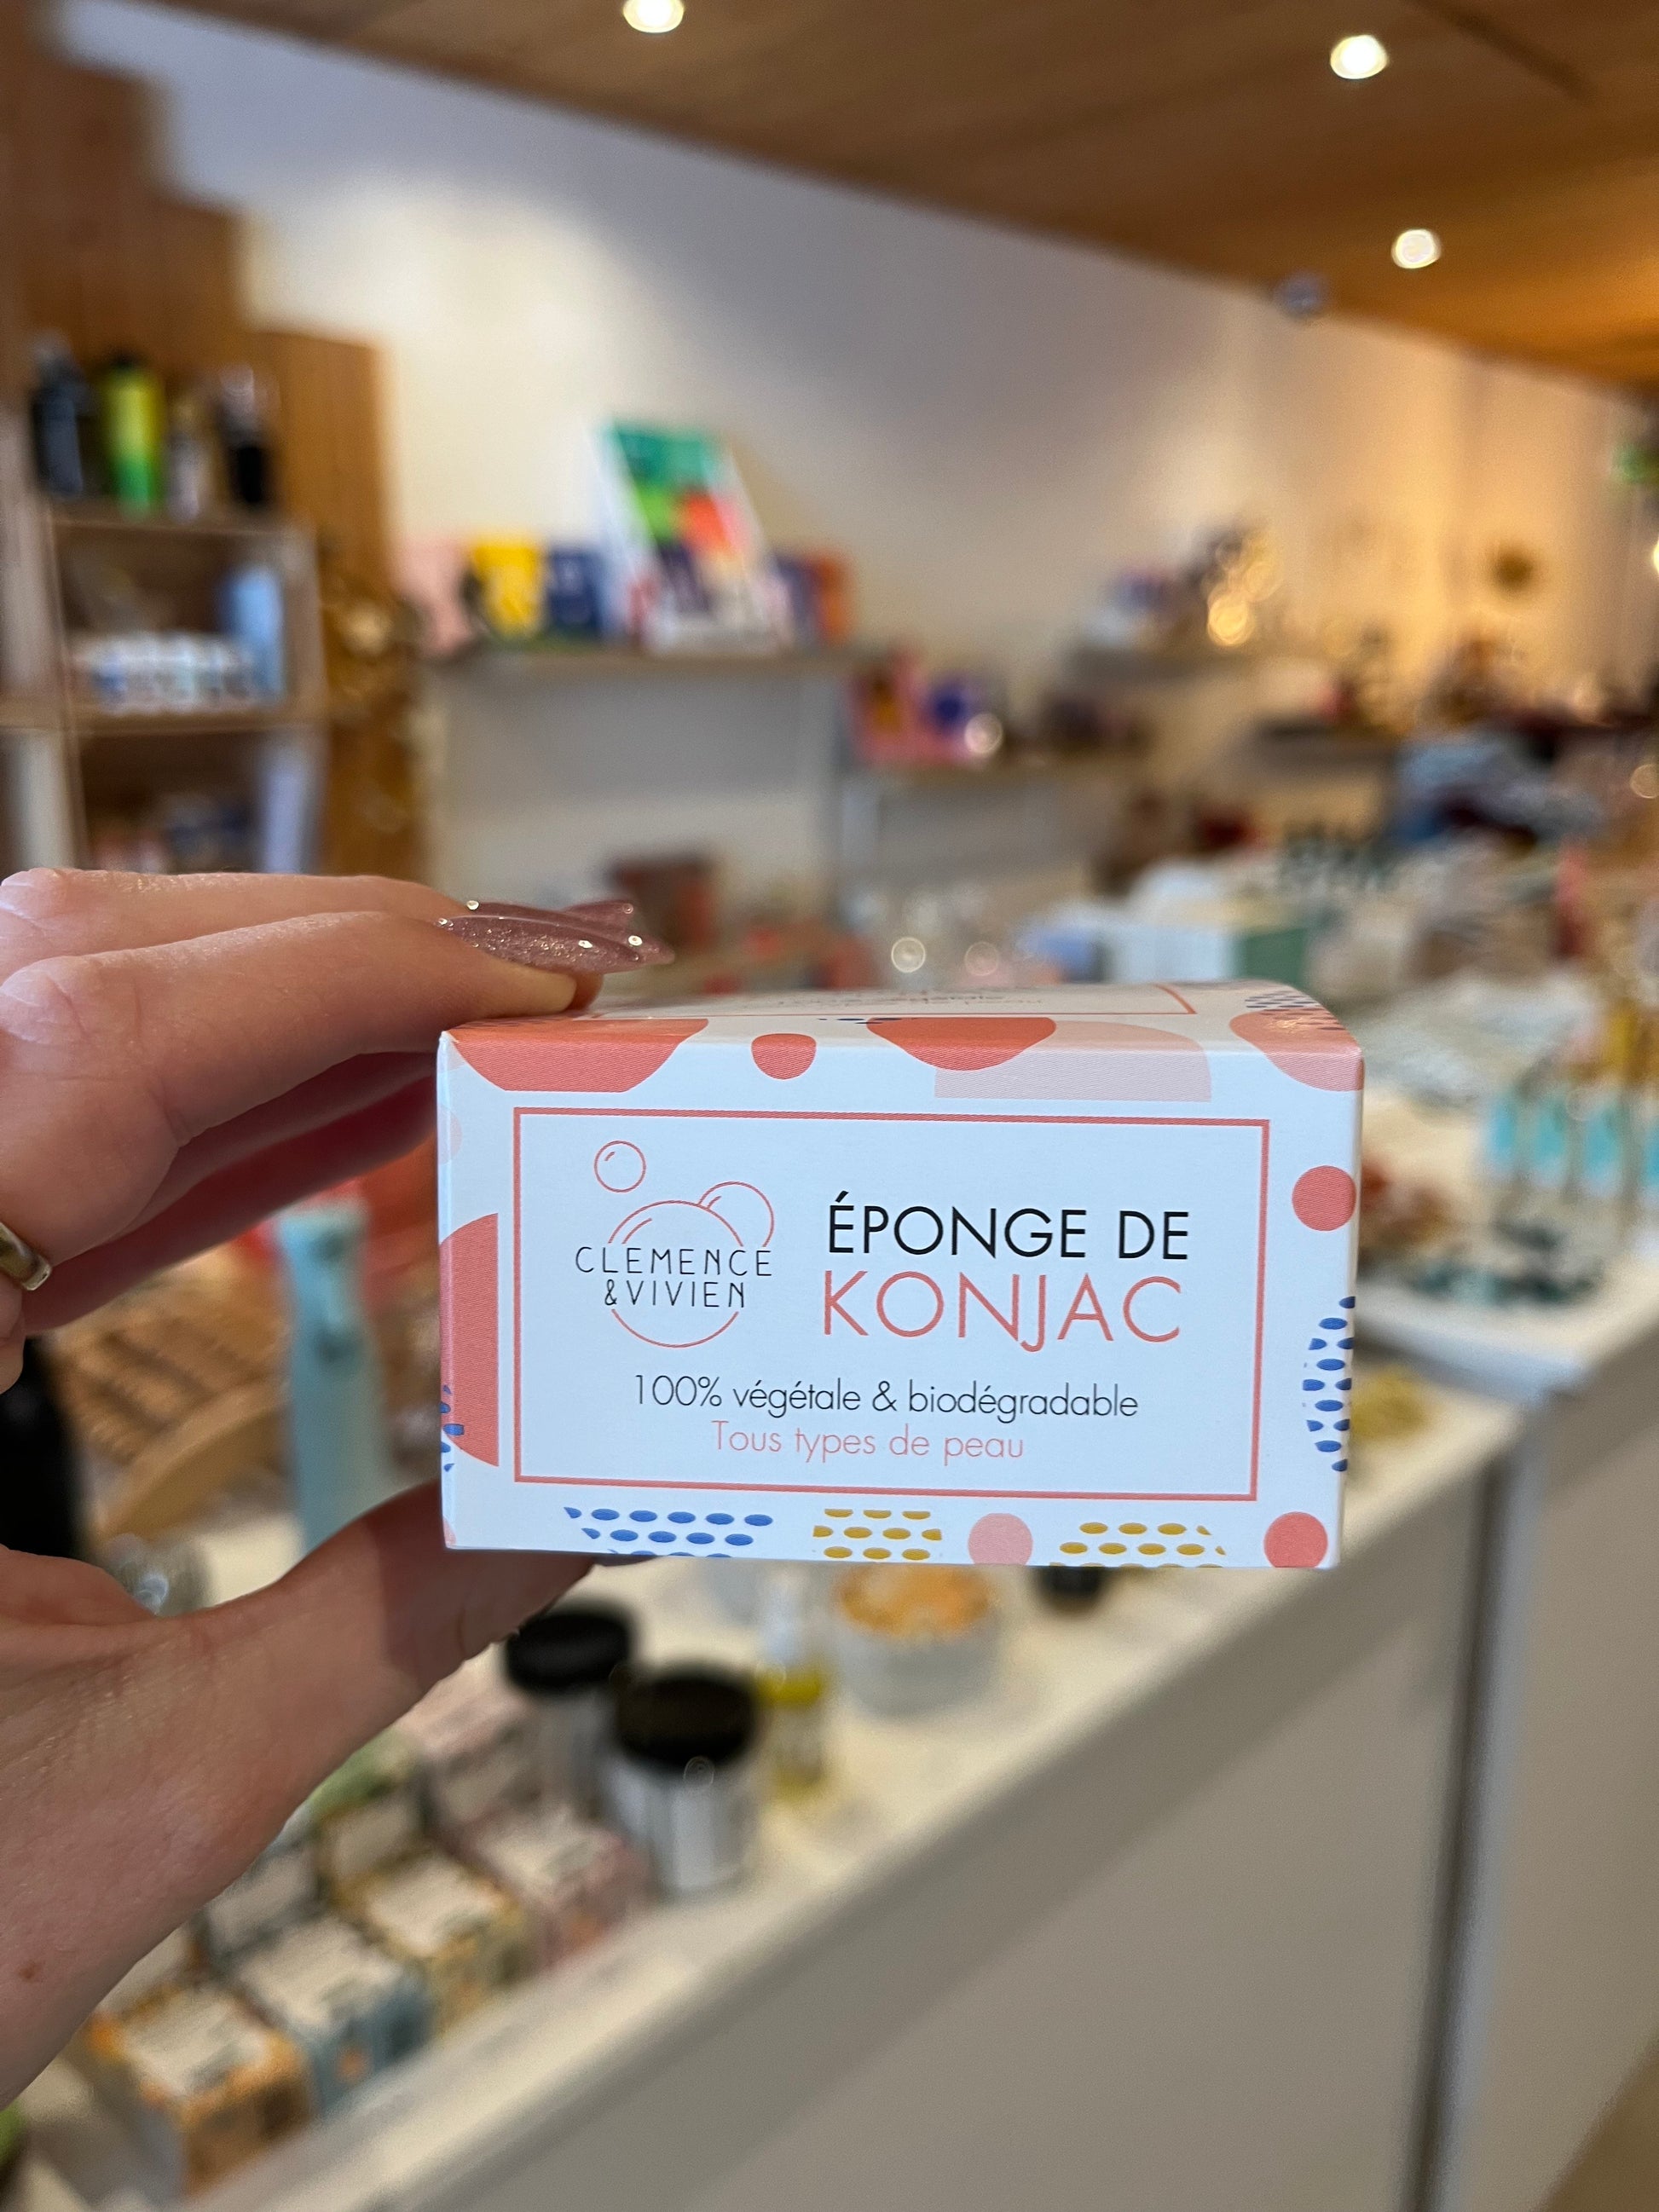 CLEMENCE
&VIVIEN
ÉPONGE DE
KONJAC
100% végétale & biodégradable
Tous types de peau